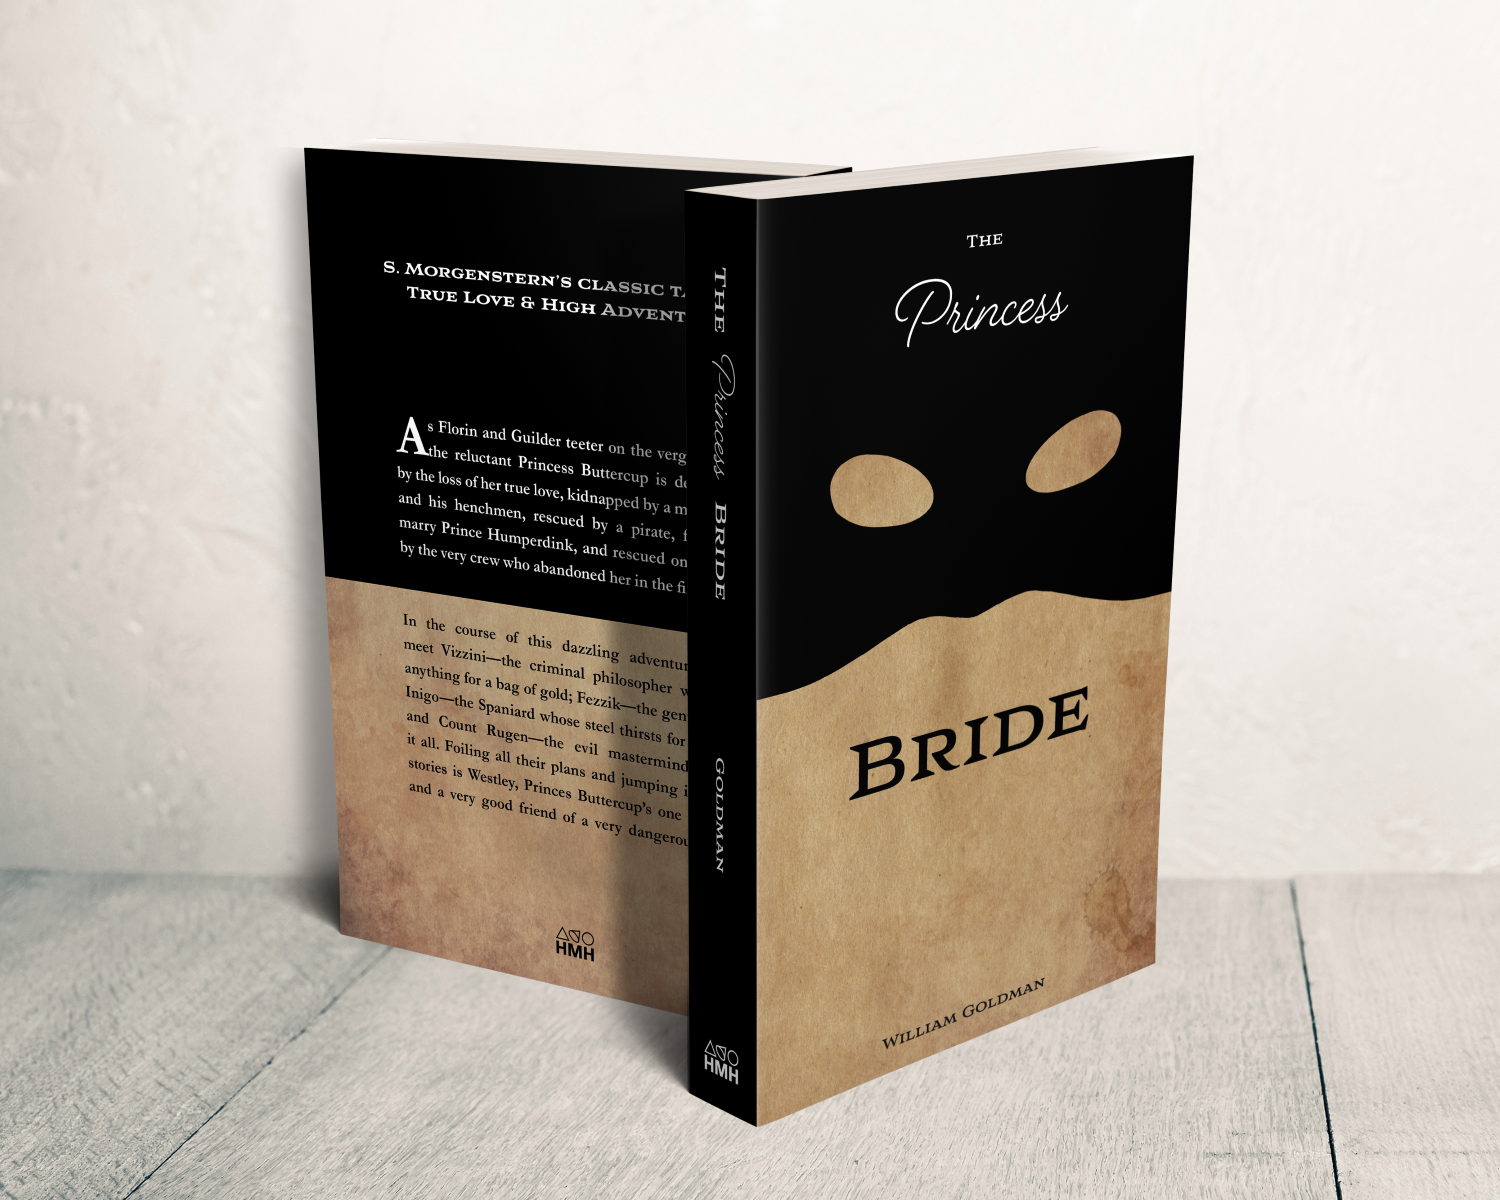 S. Morgenstern's Classic
True Love & High
As Florin and Guilder teeter on the
the reluctant Princess Buttercup is
by the loss of her true love, kidnapped by a
and his henchmen, rescued by a pirate,
marry Prince Humperdink, and rescued on
by the very crew who abandoned her in the
In the course of this dazzling
meet Vizzini—the criminal philosopher
anything for a bag of gold; Fezzik—the
Inigo—the Spaniard whose steel thirsts for
and Count Rugen—the evil
it all. Foiling all their plans and jumping
stories is Westley, Princes Buttercup's one
and a very good friend of a very
HMH
THE Princess BRIDE
GOLDMAN
HMH
The
Princess
Bride
William Goldman